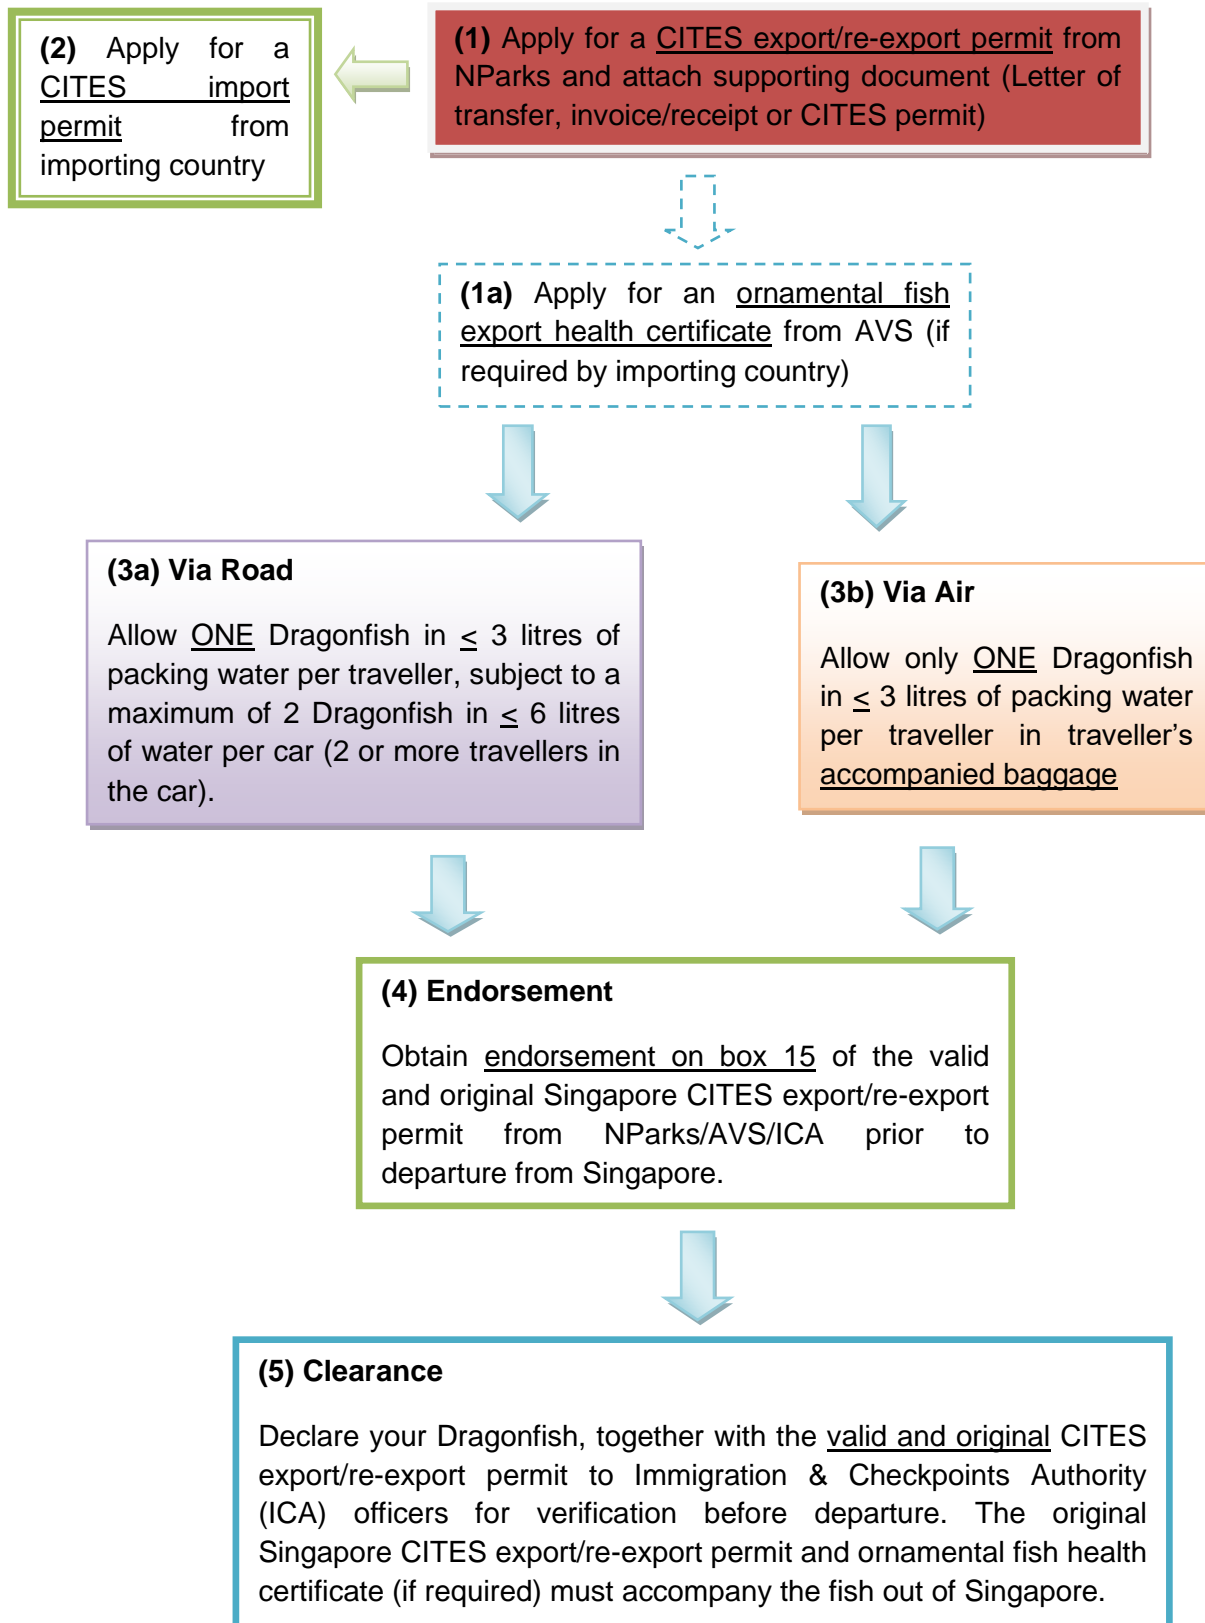 (2) Apply for a
CITES import
permit from
importing country
(1) Apply for a CITES export/re-export permit from
NParks and attach supporting document (Letter of
transfer, invoice/receipt or CITES permit)
(1a) Apply for an ornamental fish
export health certificate from AVS (if
required by importing country)
(3a) Via Road
Allow ONE Dragonfish in < 3 litres of
packing water per traveller, subject to a
maximum of 2 Dragonfish in < 6 litres
of water per car (2 or more travellers in
the car).
(3b) Via Air
Allow only ONE Dragonfish
in < 3 litres of packing water
per traveller in traveller’s
accompanied baggage
(4) Endorsement
Obtain endorsement on box 15 of the valid
and original Singapore CITES export/re-export
permit from NParks/AVS/ICA prior to
departure from Singapore.
(5) Clearance
Declare your Dragonfish, together with the valid and original CITES
export/re-export permit to Immigration & Checkpoints Authority
(ICA) officers for verification before departure. The original
Singapore CITES export/re-export permit and ornamental fish health
certificate (if required) must accompany the fish out of Singapore.